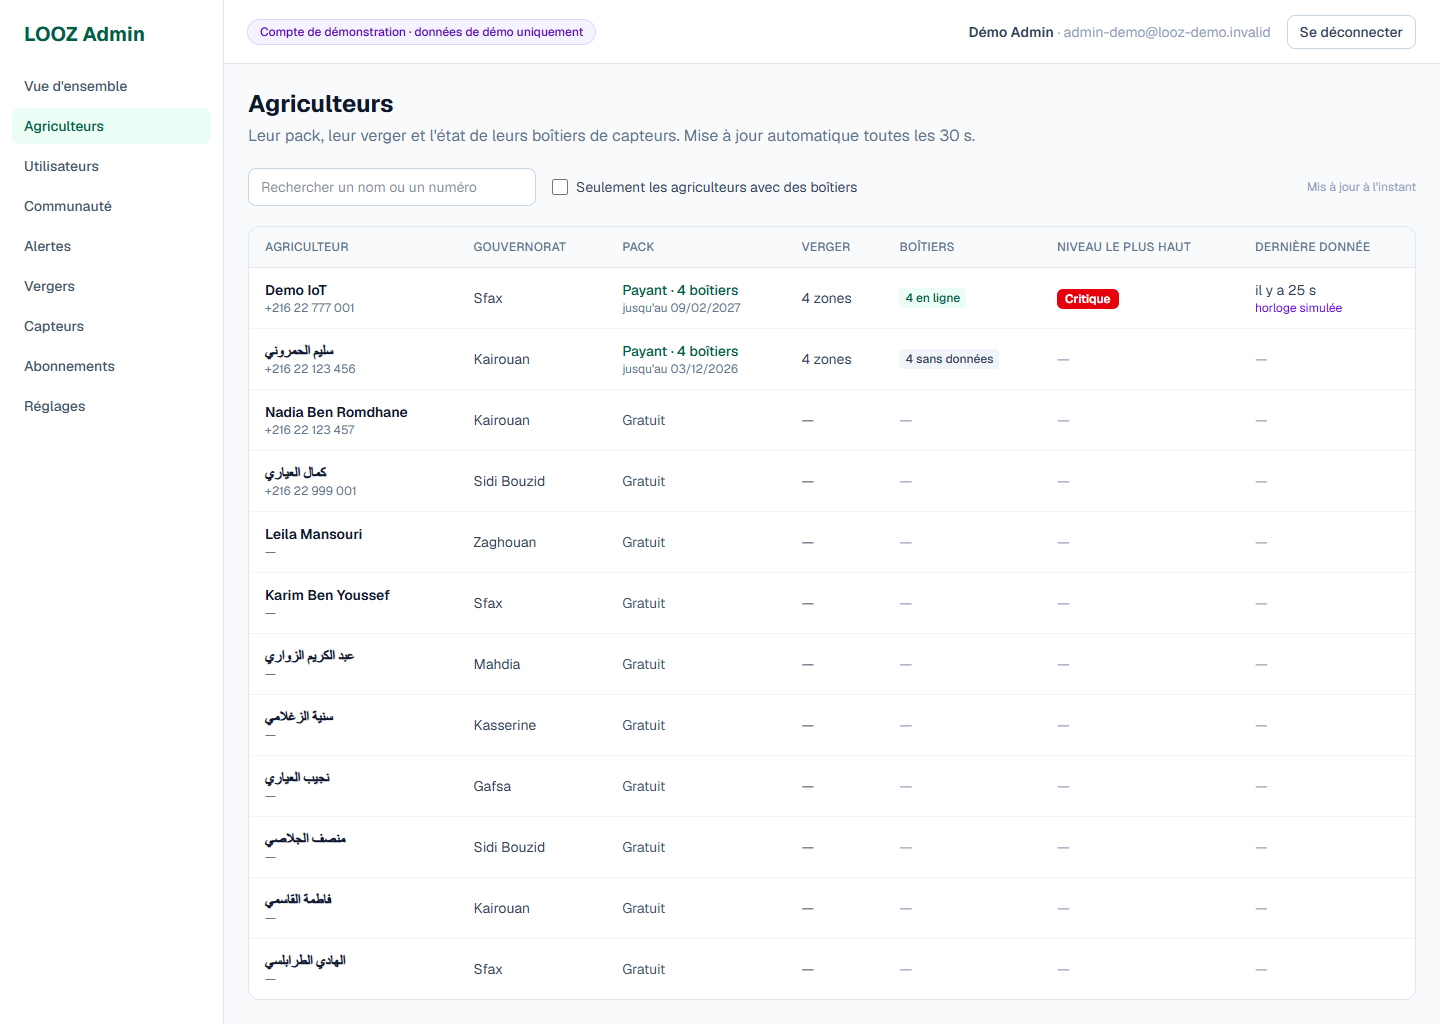 LOOZ Admin
Vue d'ensemble
Agriculteurs
Utilisateurs
Communauté
Alertes
Vergers
Capteurs
Abonnements
Réglages
Compte de démonstration · données de démo uniquement
Démo Admin · admin-demo@looz-demo.invalid
Se déconnecter
Agriculteurs
Leur pack, leur verger et l'état de leurs boîtiers de capteurs. Mise à jour automatique toutes les 30 s.
Rechercher un nom ou un numéro
Seulement les agriculteurs avec des boîtiers
Mis à jour à l'instant
AGRICULTEUR GOUVERNORAT PACK VERGER BOÎTIERS NIVEAU LE PLUS HAUT DERNIÈRE DONNÉE
Demo IoT Sfax Payant · 4 boîtiers 4 zones 4 en ligne Critique il y a 25 s
+216 22 777 001 jusqu'au 09/02/2027 horloge simulée
سليم الحمروني Kairouan Payant · 4 boîtiers 4 zones 4 sans données — —
+216 22 123 456 jusqu'au 03/12/2026
Nadia Ben Romdhane Kairouan Gratuit — — — —
+216 22 123 457
كمال العياري Sidi Bouzid Gratuit — — — —
+216 22 999 001
Leila Mansouri Zaghouan Gratuit — — — —
—
Karim Ben Youssef Sfax Gratuit — — — —
—
عبد الكريم الزواري Mahdia Gratuit — — — —
—
سنية الزغلامي Kasserine Gratuit — — — —
—
نجيب العياري Gafsa Gratuit — — — —
—
منصف الجلاصي Sidi Bouzid Gratuit — — — —
—
فاطمة القاسمي Kairouan Gratuit — — — —
—
الهادي الطرابلسي Sfax Gratuit — — — —
—